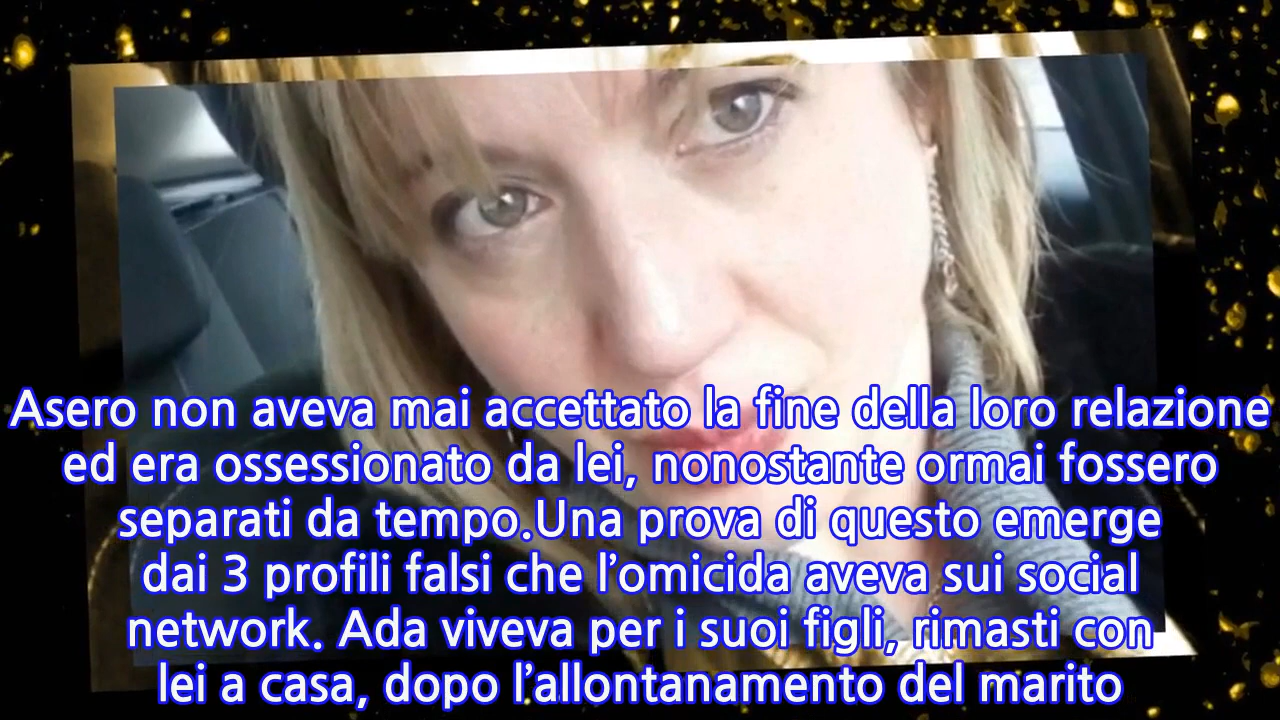 Asero non aveva mai accettato la fine della loro relazione
ed era ossessionato da lei, nonostante ormai fossero
separati da tempo.Una prova di questo emerge
dai 3 profili falsi che l'omicida aveva sui social
network. Ada viveva per i suoi figli, rimasti con
lei a casa, dopo l'allontanamento del marito